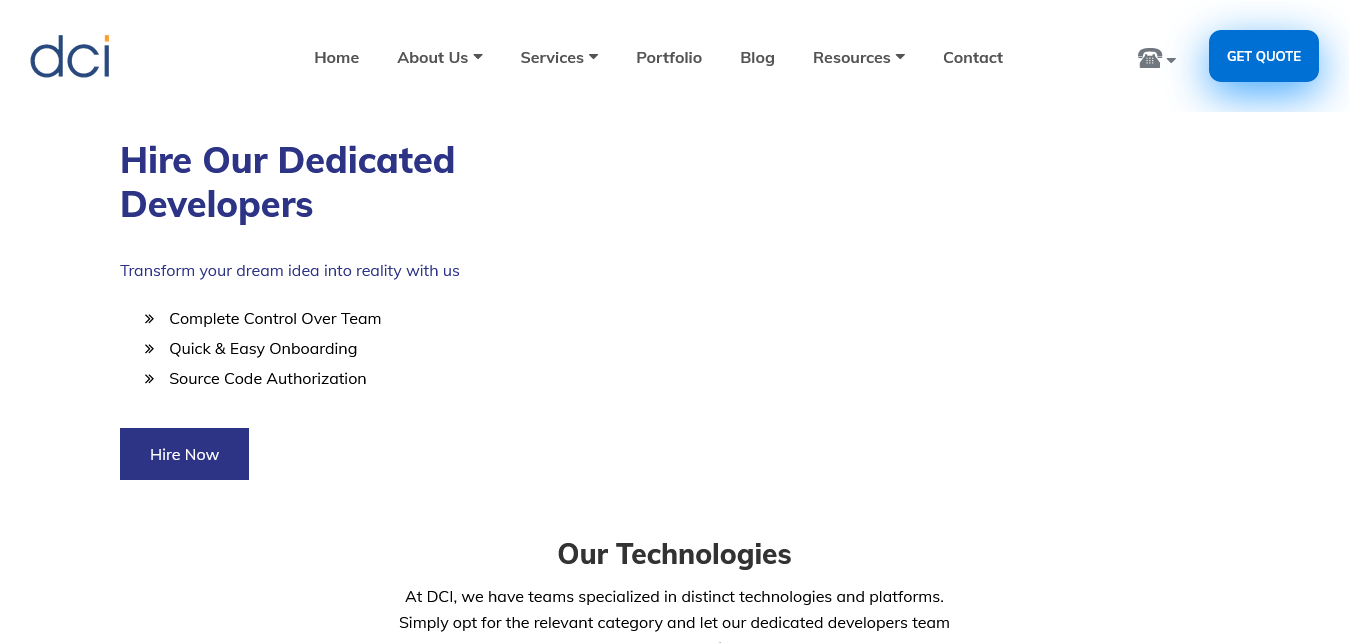 dci
Home About Us Services Portfolio Blog Resources Contact GET QUOTE
Hire Our Dedicated
Developers
Transform your dream idea into reality with us
Complete Control Over Team
Quick & Easy Onboarding
Source Code Authorization
Hire Now
Our Technologies
At DCI, we have teams specialized in distinct technologies and platforms.
Simply opt for the relevant category and let our dedicated developers team